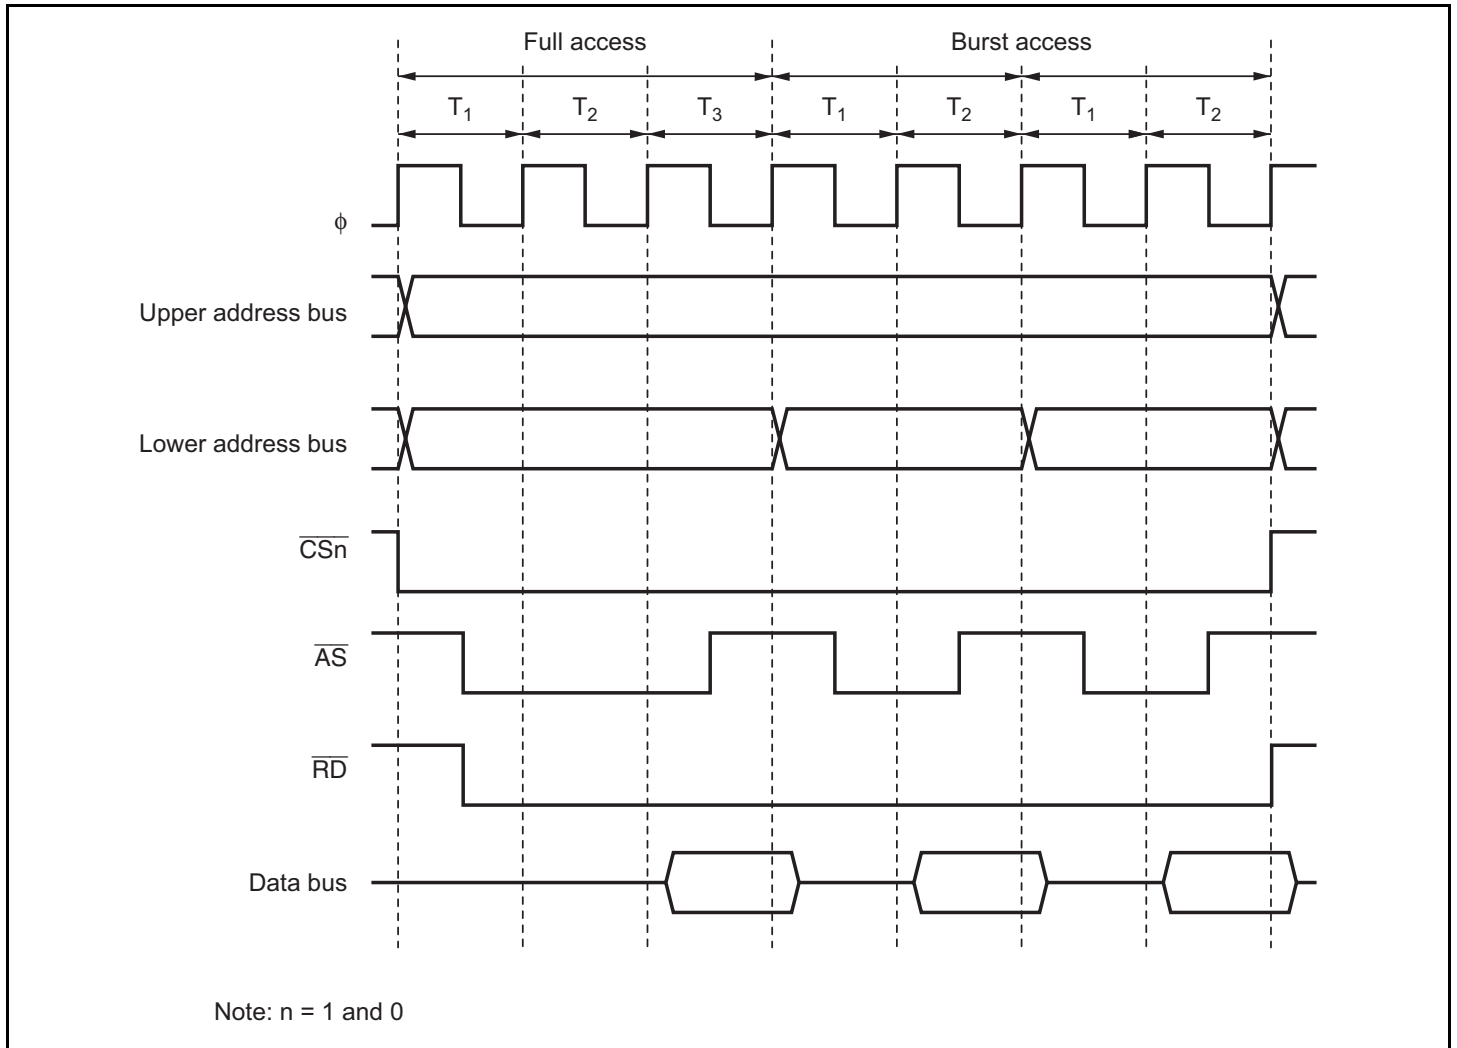 Full access Burst access
T1 T2 T3 T1 T2 T1 T2
ϕ
Upper address bus
Lower address bus
CSn
AS
RD
Data bus
Note: n = 1 and 0